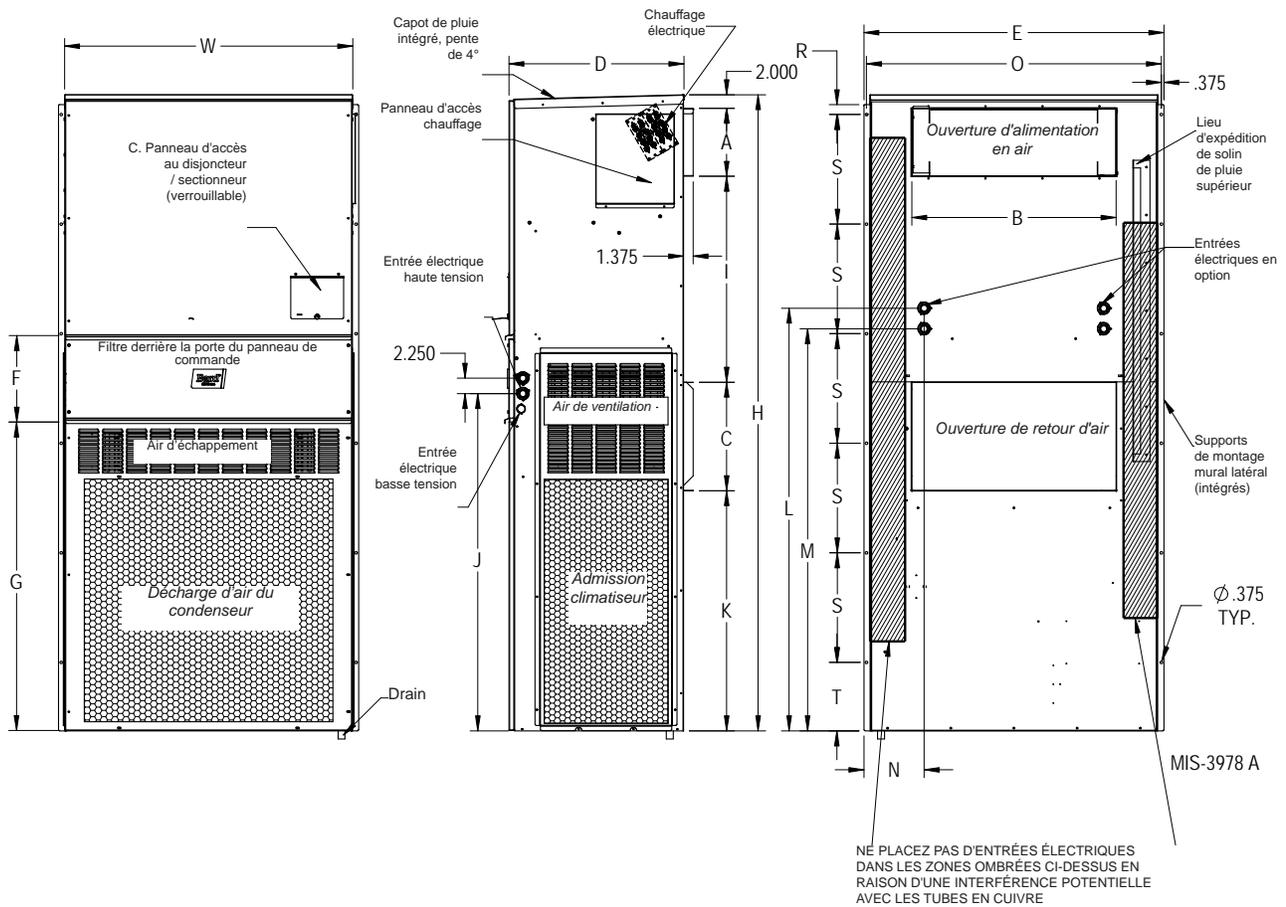 W
C. Panneau d'accès
au disjoncteur
/ sectionneur
(verrouillable)
F
Filtre derrière la porte du panneau de
commande
Bard
Air d'échappement
G
Décharge d'air du
condenseur
Drain
Capot de pluie
intégré, pente
de 4°
Chauffage
électrique
D
2.000
Panneau d'accès
chauffage
A
1.375
I
Entrée électrique
haute tension
2.250
H
Air de ventilation
C
Entrée
électrique
basse tension
J
Admission
climatiseur
K
E
R
O
.375
Ouverture d'alimentation
en air
Lieu
d'expédition
de solin
de pluie
supérieur
S
B
Entrées
électriques en
option
S
S
Ouverture de retour d'air
Supports
de montage
mural latéral
(intégrés)
S
L
M
S
Ø .375
TYP.
T
N
MIS-3978 A
NE PLACEZ PAS D'ENTRÉES ÉLECTRIQUES
DANS LES ZONES OMBRÉES CI-DESSUS EN
RAISON D'UNE INTERFÉRENCE POTENTIELLE
AVEC LES TUBES EN CUIVRE